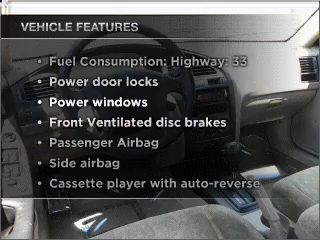 VEHICLE FEATURES
• Fuel Consumption: Highway: 33
• Power door locks
• Power windows
• Front Ventilated disc brakes
• Passenger Airbag
• Side airbag
• Cassette player with auto-reverse